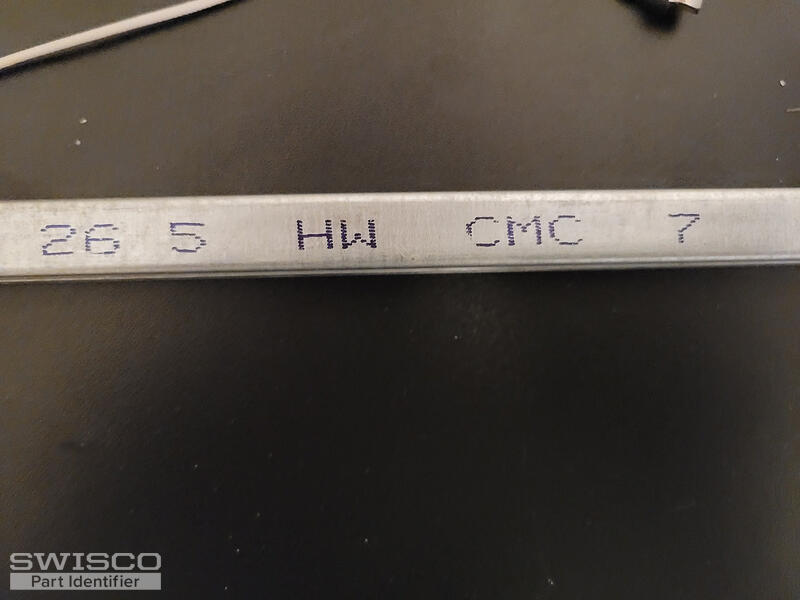 26 5 HW CMC 7
SWISCO
Part Identifier